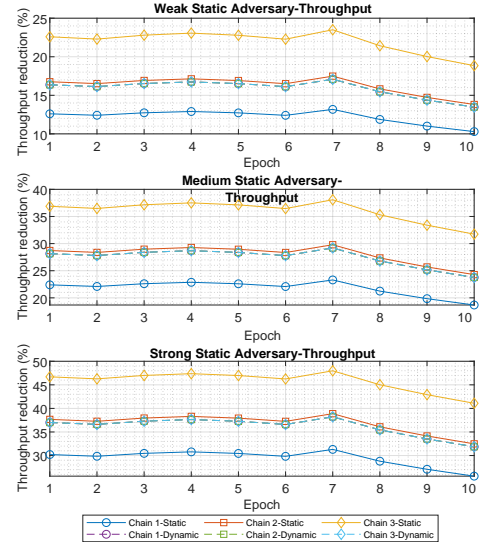 Weak Static Adversary-Throughput
Throughput reduction (%)
25
20
15
10
1 2 3 4 5 6 7 8 9 10
Epoch
Medium Static Adversary-
Throughput
Throughput reduction (%)
40
35
30
25
20
1 2 3 4 5 6 7 8 9 10
Epoch
Strong Static Adversary-Throughput
Throughput reduction (%)
50
45
40
35
30
1 2 3 4 5 6 7 8 9 10
Epoch
Chain 1-Static Chain 2-Static Chain 3-Static
Chain 1-Dynamic Chain 2-Dynamic Chain 3-Dynamic